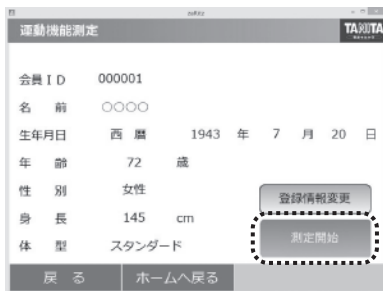 運動機能測定
TANITA
会員ID 000001
名 前 ○○○○
生年月日 西 暦 1943 年 7 月 20 日
年 齢 72 歳
性 別 女性
身 長 145 cm
体 型 スタンダード
登録情報変更
測定開始
戻 る ホームへ戻る